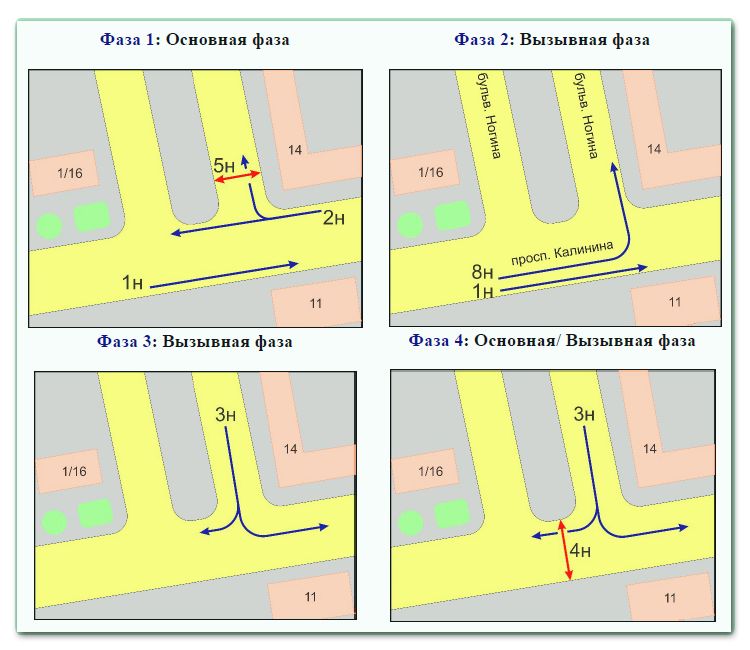 Фаза 1: Основная фаза
Фаза 2: Вызывная фаза
5н
14
1/16
2н
1н
11
бульв. Ногина
бульв. Ногина
14
1/16
просп. Калинина
8н
1н
11
Фаза 3: Вызывная фаза
Фаза 4: Основная/ Вызывная фаза
3н
14
1/16
11
3н
14
1/16
4н
11